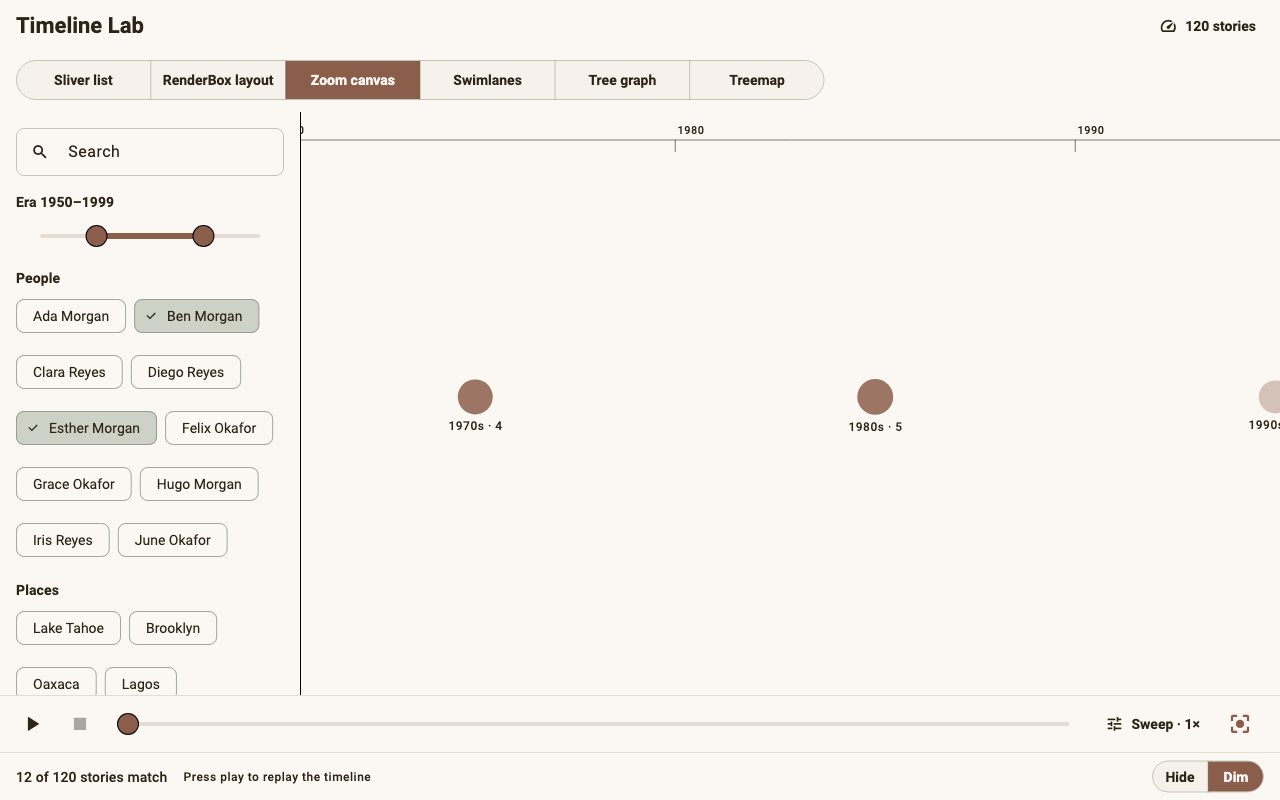 Timeline Lab
120 stories
Sliver list
RenderBox layout
Zoom canvas
Swimlanes
Tree graph
Treemap
Search
Era 1950–1999
People
Ada Morgan
Ben Morgan
Clara Reyes
Diego Reyes
Esther Morgan
Felix Okafor
Grace Okafor
Hugo Morgan
Iris Reyes
June Okafor
Places
Lake Tahoe
Brooklyn
Oaxaca
Lagos
1980
1990
1970s · 4
1980s · 5
Sweep · 1×
12 of 120 stories match
Press play to replay the timeline
Hide
Dim